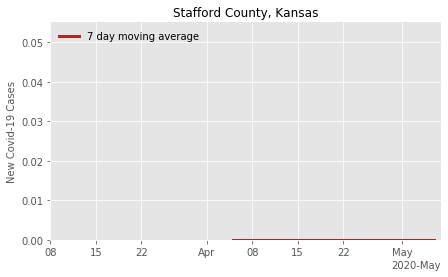 Stafford County, Kansas
7 day moving average
New Covid-19 Cases
0.05
0.04
0.03
0.02
0.01
0.00
08 15 22 Apr 08 15 22 May
2020-May